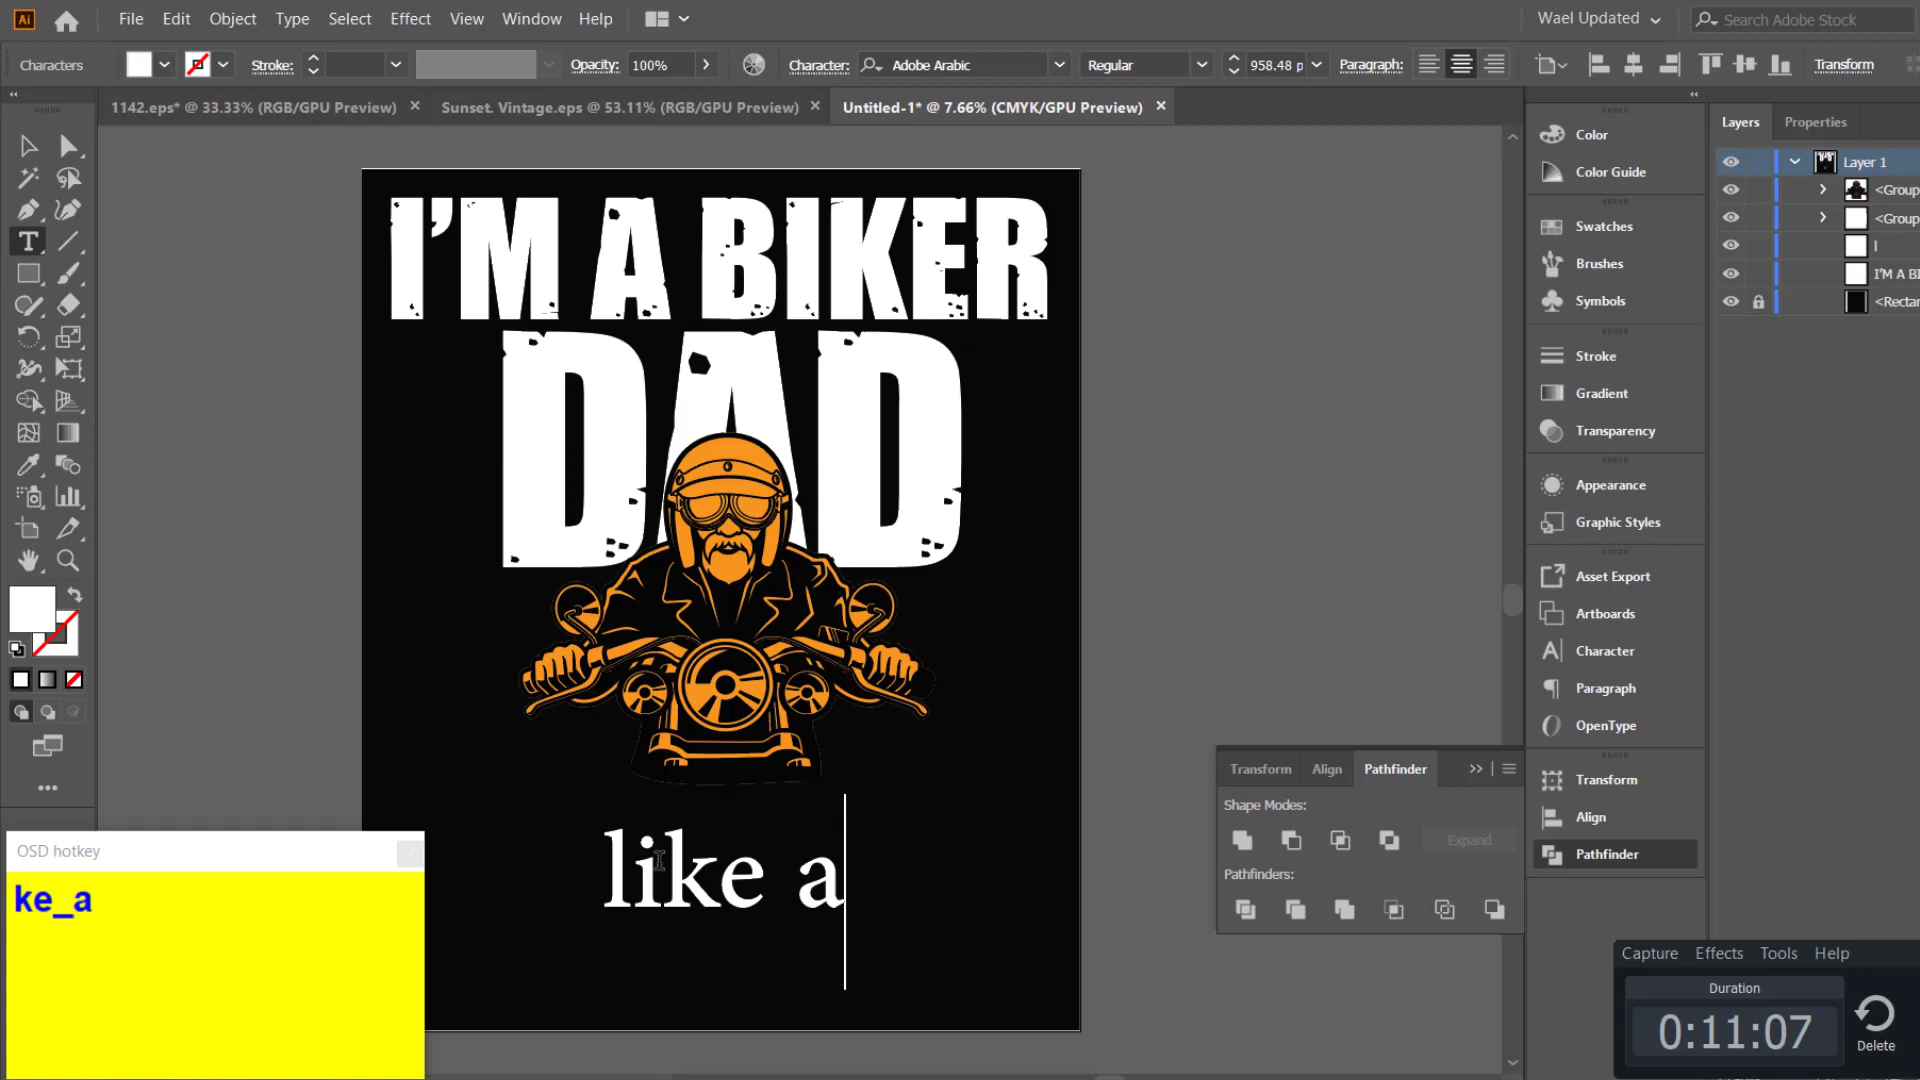 Ai File Edit Object Type Select Effect View Window Help Wael Updated Search Adobe Stock
Characters Stroke: Opacity: 100% Character: Adobe Arabic Regular 958.48 p Paragraph: Transform
1142.eps* @ 33.33% (RGB/GPU Preview) × Sunset. Vintage.eps @ 53.11% (RGB/GPU Preview) × Untitled-1* @ 7.66% (CMYK/GPU Preview) ×
Layers Properties
Color
Color Guide
Swatches
Brushes
Symbols
Stroke
Gradient
Transparency
Appearance
Graphic Styles
Asset Export
Artboards
Character
Paragraph
OpenType
Transform
Align
Pathfinder
Layer 1
<Group
<Group
I
I'M A BI
<Rectan
I'M A BIKER
DAD
like a
Transform Align Pathfinder
Shape Modes:
Expand
Pathfinders:
OSD hotkey
ke_a
Capture Effects Tools Help
Duration
0:11:07
Delete